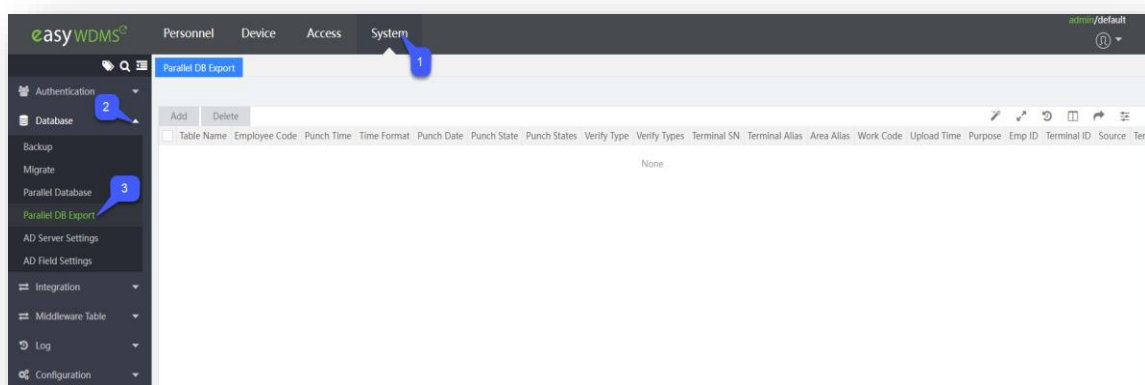 admin/default
easy WDMS Personnel Device Access System
1
Parallel DB Export
Authentication
2
Database
Add Delete
Table Name Employee Code Punch Time Time Format Punch Date Punch State Punch States Verify Type Verify Types Terminal SN Terminal Alias Area Alias Work Code Upload Time Purpose Emp ID Terminal ID Source Ter
None
Backup
Migrate
Parallel Database
3
Parallel DB Export
AD Server Settings
AD Field Settings
Integration
Middleware Table
Log
Configuration